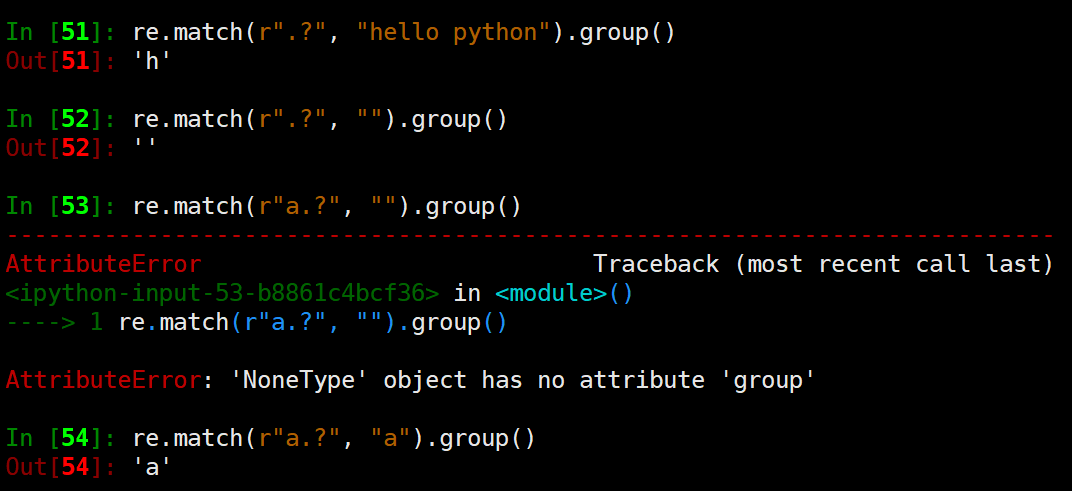 In [51]: re.match(r".?", "hello python").group()
Out[51]: 'h'
In [52]: re.match(r".?", "").group()
Out[52]: ''
In [53]: re.match(r"a.?", "").group()
---------------------------------------------------------------------------
AttributeError                            Traceback (most recent call last)
<ipython-input-53-b8861c4bcf36> in <module>()
----> 1 re.match(r"a.?", "").group()
AttributeError: 'NoneType' object has no attribute 'group'
In [54]: re.match(r"a.?", "a").group()
Out[54]: 'a'